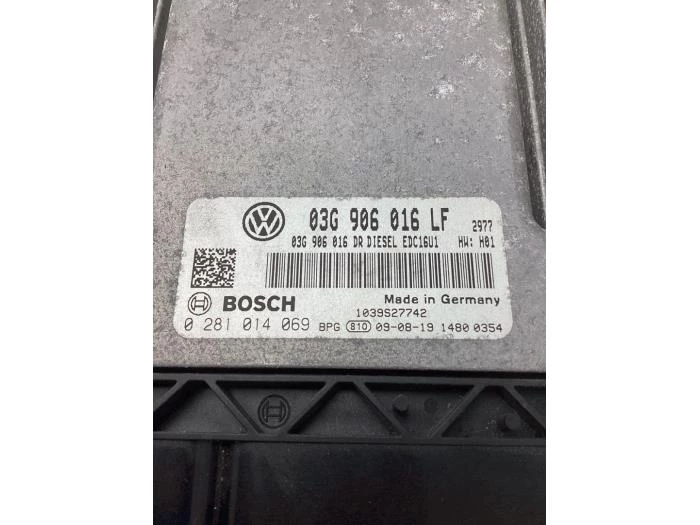 03G 906 016 LF 2977
03G 906 016 DR DIESEL EDC16U1 HW: H01
BOSCH Made in Germany
1039S27742
0 281 014 069 BPG 810 09-08-19 1480 0354